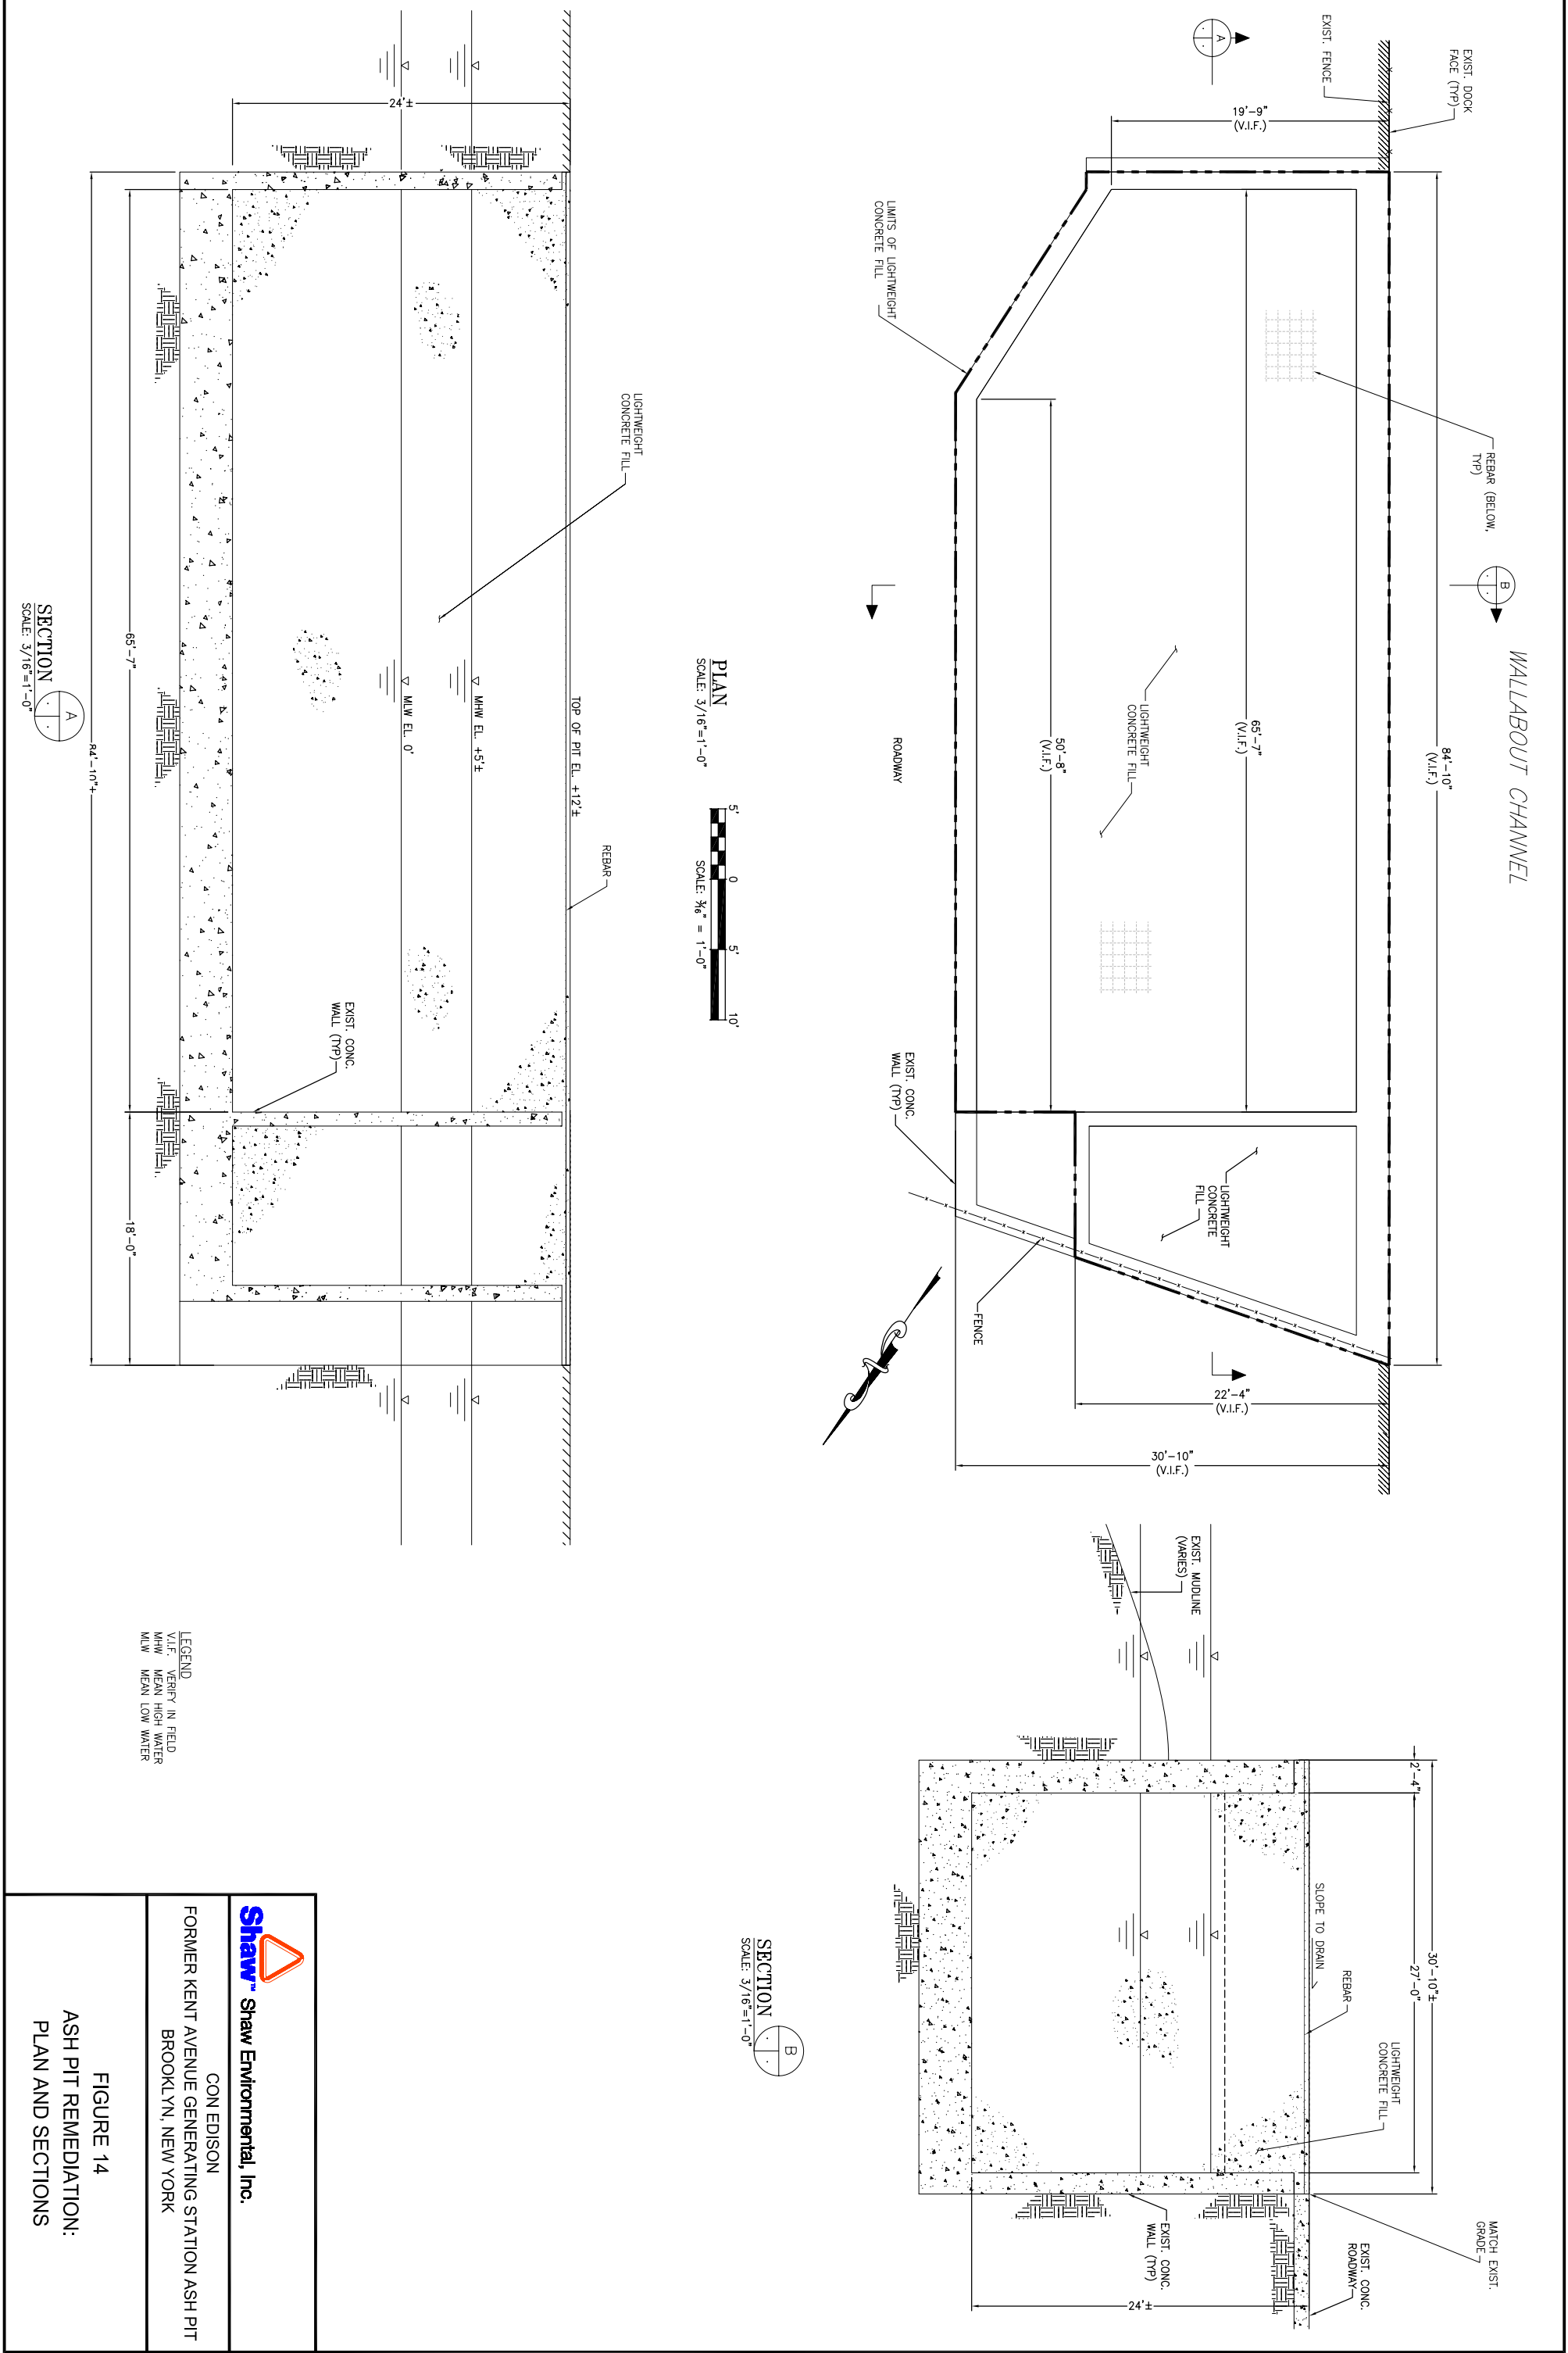 WALLABOUT CHANNEL
EXIST. DOCK
FACE (TYP)
EXIST. FENCE
A
19'-9"
(V.I.F.)
REBAR (BELOW,
TYP)
B
84'-10"
(V.I.F.)
65'-7"
(V.I.F.)
LIGHTWEIGHT
CONCRETE FILL
50'-8"
(V.I.F.)
LIMITS OF LIGHTWEIGHT
CONCRETE FILL
ROADWAY
LIGHTWEIGHT
CONCRETE
FILL
EXIST. CONC.
WALL (TYP)
FENCE
22'-4"
(V.I.F.)
30'-10"
(V.I.F.)
PLAN
SCALE: 3/16"=1'-0"
5'
0
5'
10'
SCALE: 3/16" = 1'-0"
LIGHTWEIGHT
CONCRETE FILL
REBAR
TOP OF PIT EL. +12'±
MHW EL. +5'±
MLW EL. 0'
24'±
EXIST. CONC.
WALL (TYP)
65'-7"
18'-0"
84'-10"±
SECTION
SCALE: 3/16"=1'-0"
A
30'-10"±
2'-4"
27'-0"
MATCH EXIST.
GRADE
LIGHTWEIGHT
CONCRETE FILL
REBAR
SLOPE TO DRAIN
EXIST. CONC.
ROADWAY
EXIST. MUDLINE
(VARIES)
EXIST. CONC.
WALL (TYP)
24'±
SECTION
SCALE: 3/16"=1'-0"
B
LEGEND
V.I.F. VERIFY IN FIELD
MHW MEAN HIGH WATER
MLW MEAN LOW WATER
Shaw™ Shaw Environmental, Inc.
CON EDISON
FORMER KENT AVENUE GENERATING STATION ASH PIT
BROOKLYN, NEW YORK
FIGURE 14
ASH PIT REMEDIATION:
PLAN AND SECTIONS